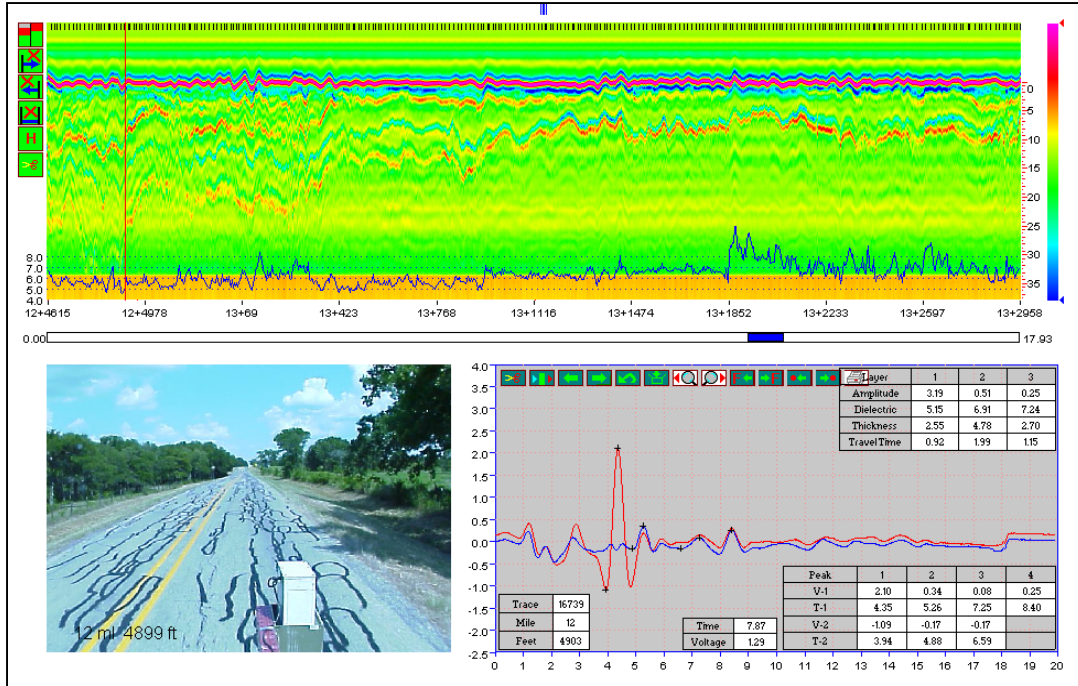 H
0
5
10
15
20
25
30
35
8.0
7.0
6.0
5.0
4.0
12+4615 12+4978 13+69 13+423 13+768 13+1116 13+1474 13+1852 13+2233 13+2597 13+2958
0.00 17.93
12 mi 4899 ft
4.0
3.5
3.0
2.5
2.0
1.5
1.0
0.5
0.0
-0.5
-1.0
-1.5
-2.0
-2.5
0 1 2 3 4 5 6 7 8 9 10 11 12 13 14 15 16 17 18 19 20
Layer 1 2 3
Amplitude 3.19 0.51 0.25
Dielectric 5.15 6.91 7.24
Thickness 2.55 4.78 2.70
Travel Time 0.92 1.99 1.15
Trace 16739
Mile 12
Feet 4903
Time 7.87
Voltage 1.29
Peak 1 2 3 4
V-1 2.10 0.34 0.08 0.25
T-1 4.35 5.26 7.25 8.40
V-2 -1.09 -0.17 -0.17
T-2 3.94 4.88 6.59